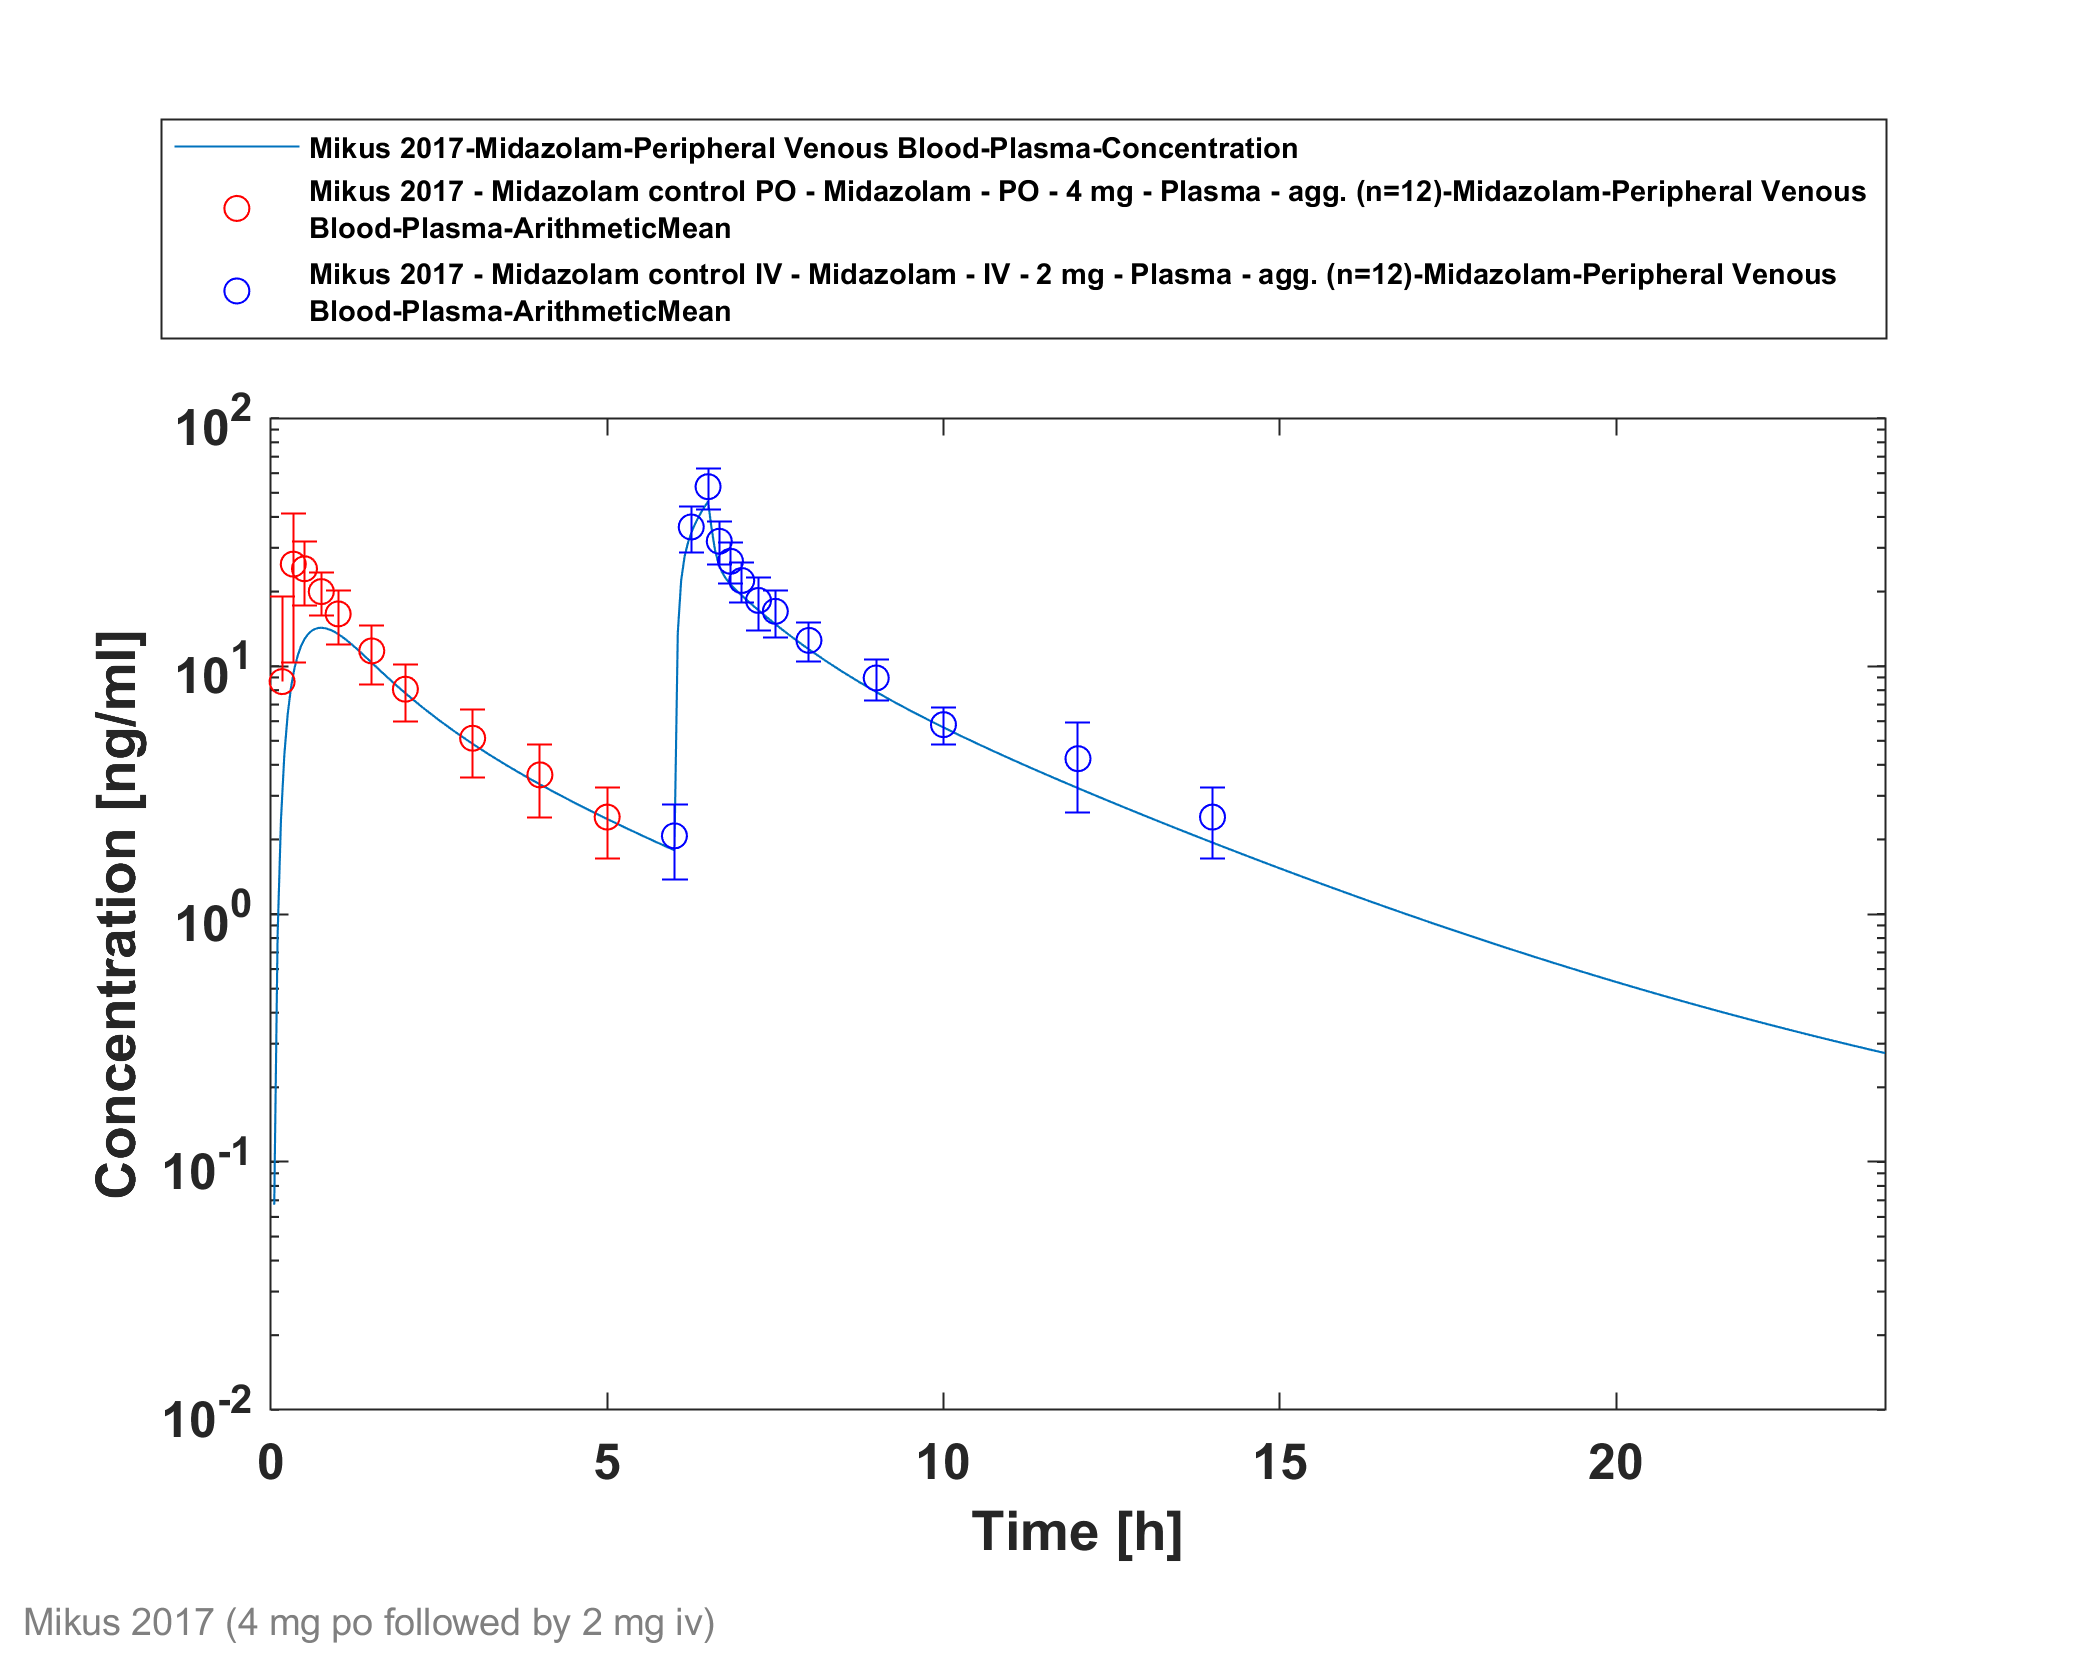 Mikus 2017-Midazolam-Peripheral Venous Blood-Plasma-Concentration
Mikus 2017 - Midazolam control PO - Midazolam - PO - 4 mg - Plasma - agg. (n=12)-Midazolam-Peripheral Venous
Blood-Plasma-ArithmeticMean
Mikus 2017 - Midazolam control IV - Midazolam - IV - 2 mg - Plasma - agg. (n=12)-Midazolam-Peripheral Venous
Blood-Plasma-ArithmeticMean
10^2
10^1
10^0
10^-1
10^-2
Concentration [ng/ml]
0 5 10 15 20
Time [h]
Mikus 2017 (4 mg po followed by 2 mg iv)